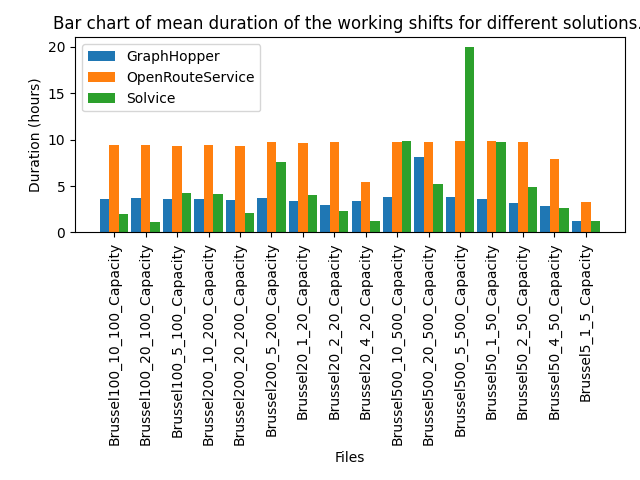 Bar chart of mean duration of the working shifts for different solutions.
Duration (hours)
20
15
10
5
0
GraphHopper
OpenRouteService
Solvice
Brussel100_10_100_Capacity
Brussel100_20_100_Capacity
Brussel100_5_100_Capacity
Brussel200_10_200_Capacity
Brussel200_20_200_Capacity
Brussel200_5_200_Capacity
Brussel20_1_20_Capacity
Brussel20_2_20_Capacity
Brussel20_4_20_Capacity
Brussel500_10_500_Capacity
Brussel500_20_500_Capacity
Brussel500_5_500_Capacity
Brussel50_1_50_Capacity
Brussel50_2_50_Capacity
Brussel50_4_50_Capacity
Brussel5_1_5_Capacity
Files